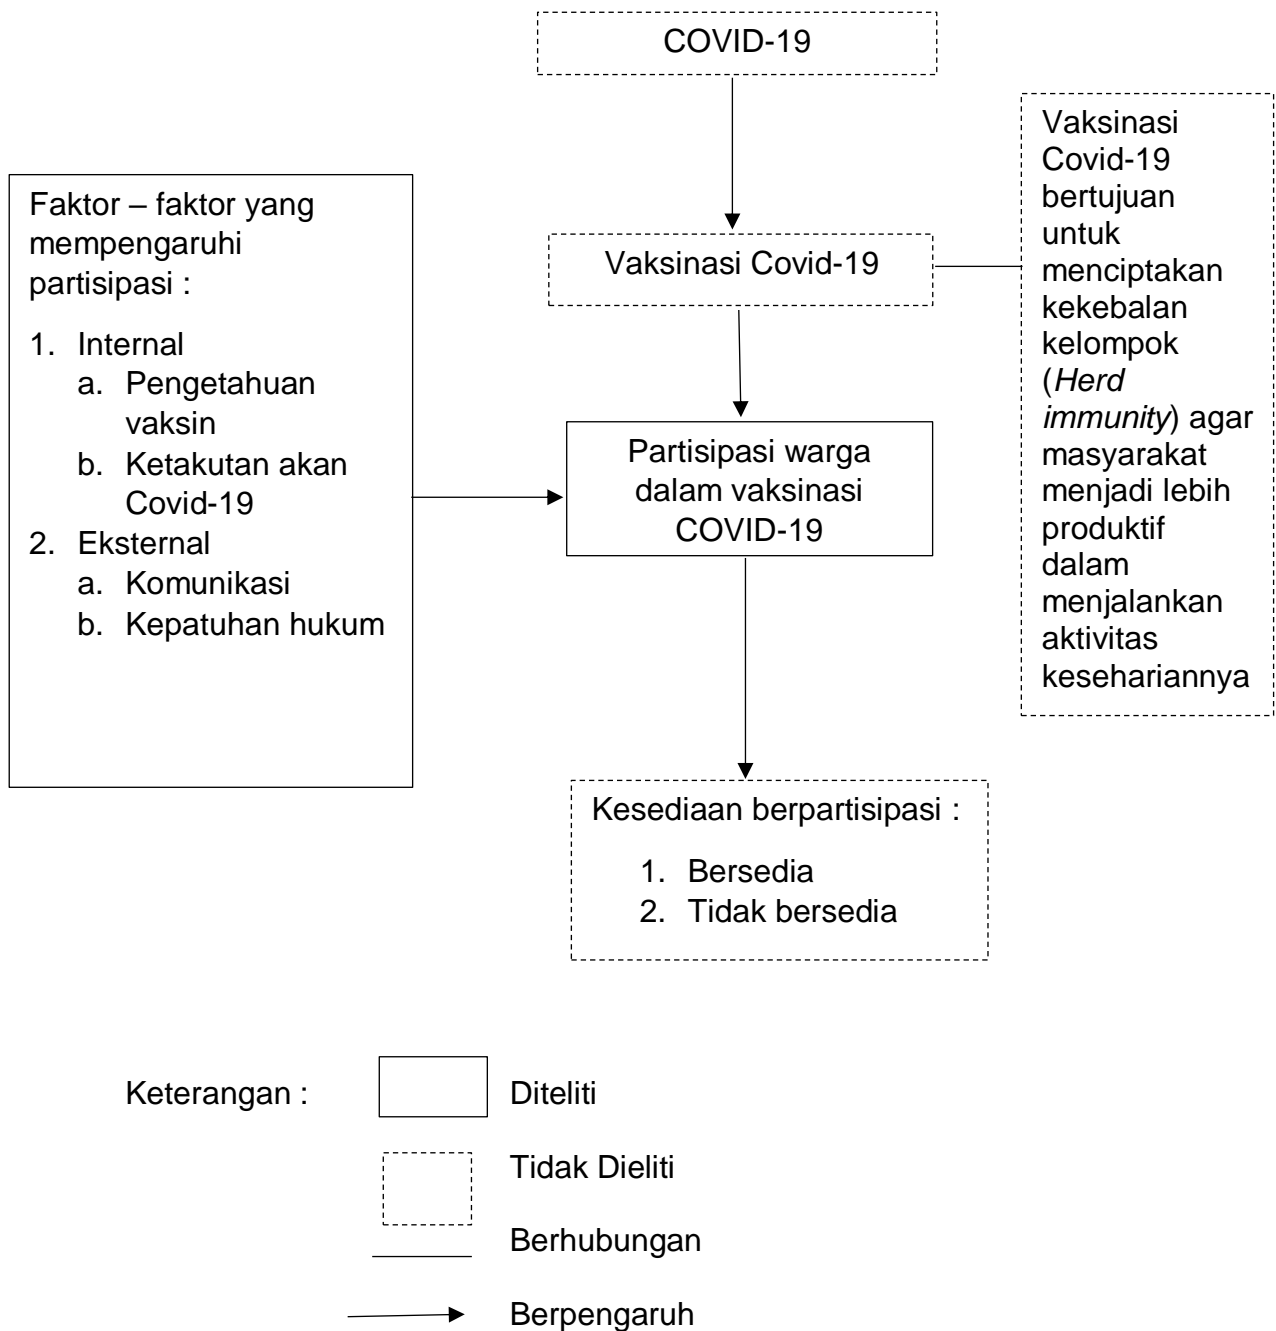 COVID-19
Vaksinasi Covid-19
Vaksinasi
Covid-19
bertujuan
untuk
menciptakan
kekebalan
kelompok
(Herd
immunity) agar
masyarakat
menjadi lebih
produktif
dalam
menjalankan
aktivitas
kesehariannya
Faktor – faktor yang
mempengaruhi
partisipasi :
1. Internal
a. Pengetahuan
vaksin
b. Ketakutan akan
Covid-19
2. Eksternal
a. Komunikasi
b. Kepatuhan hukum
Partisipasi warga
dalam vaksinasi
COVID-19
Kesediaan berpartisipasi :
1. Bersedia
2. Tidak bersedia
Keterangan :
Diteliti
Tidak Dieliti
Berhubungan
Berpengaruh